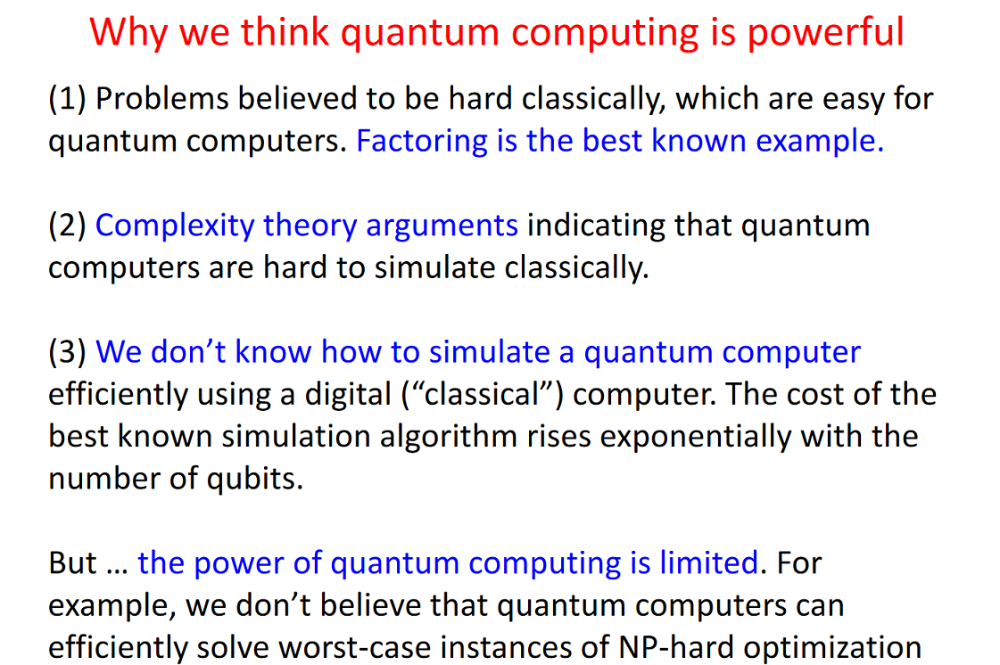 Why we think quantum computing is powerful
(1) Problems believed to be hard classically, which are easy for
quantum computers. Factoring is the best known example.
(2) Complexity theory arguments indicating that quantum
computers are hard to simulate classically.
(3) We don’t know how to simulate a quantum computer
efficiently using a digital (“classical”) computer. The cost of the
best known simulation algorithm rises exponentially with the
number of qubits.
But … the power of quantum computing is limited. For
example, we don’t believe that quantum computers can
efficiently solve worst-case instances of NP-hard optimization